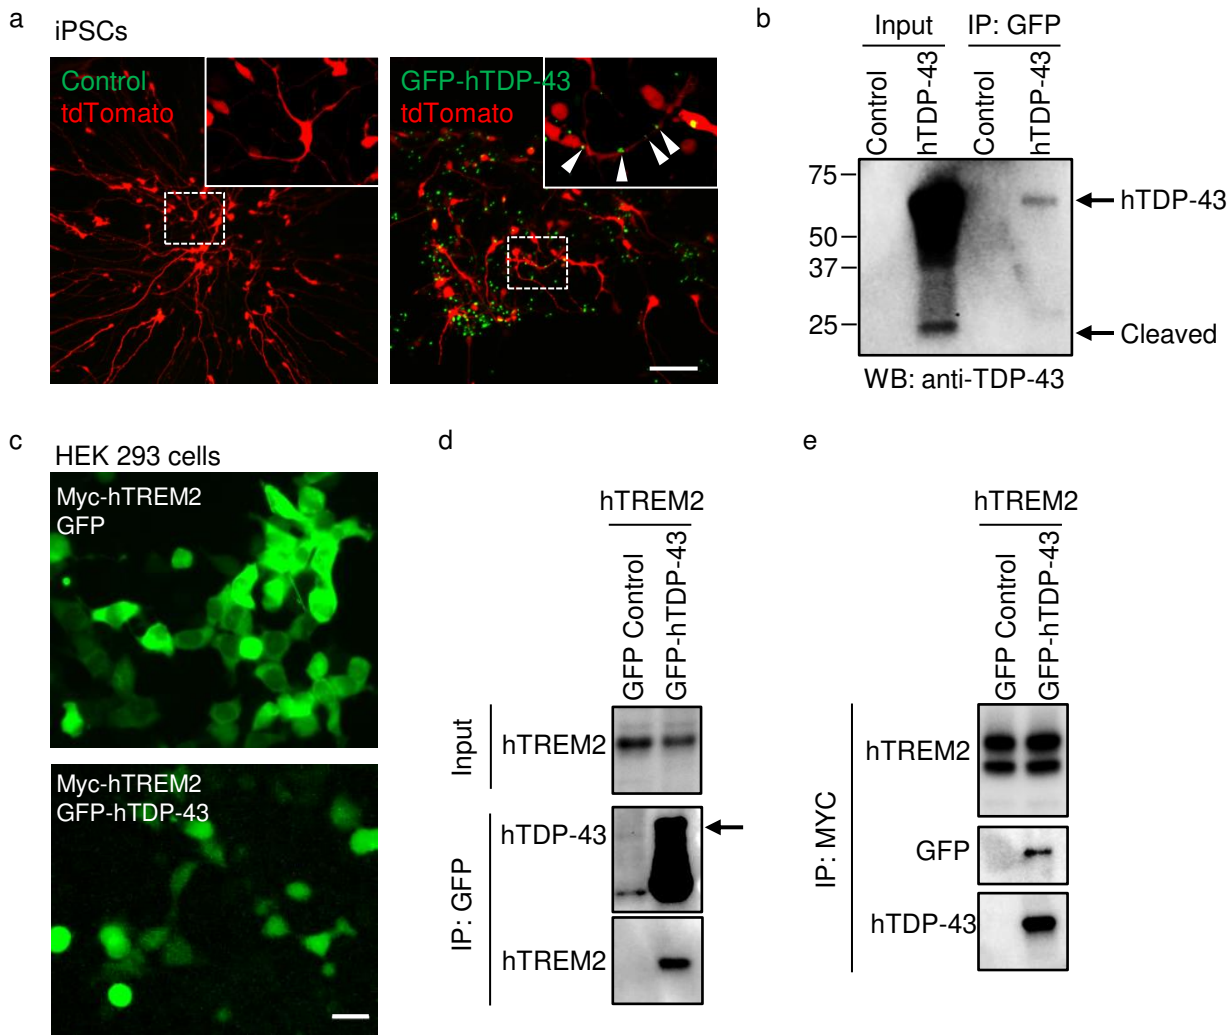 a
iPSCs
Control
tdTomato
GFP-hTDP-43
tdTomato
b
Input
IP: GFP
Control
hTDP-43
Control
hTDP-43
75
50
37
25
hTDP-43
Cleaved
WB: anti-TDP-43
c
HEK 293 cells
Myc-hTREM2
GFP
Myc-hTREM2
GFP-hTDP-43
d
hTREM2
GFP Control
GFP-hTDP-43
Input
hTREM2
IP: GFP
hTDP-43
hTREM2
e
hTREM2
GFP Control
GFP-hTDP-43
IP: MYC
hTREM2
GFP
hTDP-43